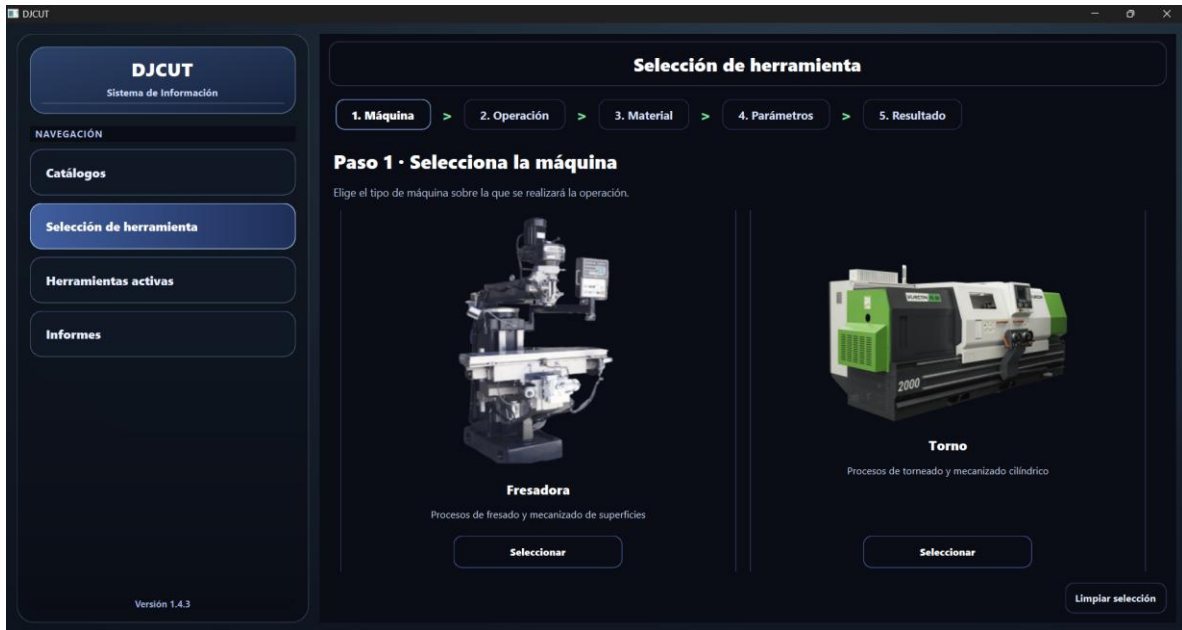 DJCUT
DJCUT
Sistema de Información
NAVEGACIÓN
Catálogos
Selección de herramienta
Herramientas activas
Informes
Versión 1.4.3
Selección de herramienta
1. Máquina > 2. Operación > 3. Material > 4. Parámetros > 5. Resultado
Paso 1 · Selecciona la máquina
Elige el tipo de máquina sobre la que se realizará la operación.
Fresadora
Procesos de fresado y mecanizado de superficies
Seleccionar
2000
Torno
Procesos de torneado y mecanizado cilíndrico
Seleccionar
Limpiar selección